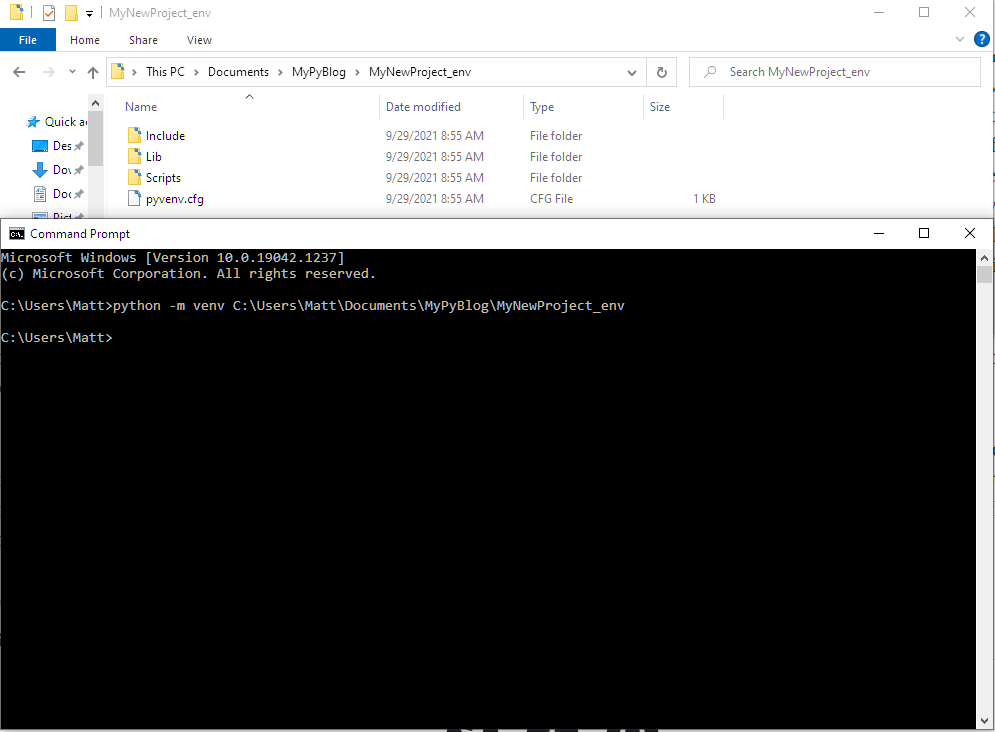 MyNewProject_env
File Home Share View
This PC > Documents > MyPyBlog > MyNewProject_env
Search MyNewProject_env
Name Date modified Type Size
Quick a
Des
Dov
Doc
Include 9/29/2021 8:55 AM File folder
Lib 9/29/2021 8:55 AM File folder
Scripts 9/29/2021 8:55 AM File folder
pyvenv.cfg 9/29/2021 8:55 AM CFG File 1 KB
Command Prompt
Microsoft Windows [Version 10.0.19042.1237]
(c) Microsoft Corporation. All rights reserved.
C:\Users\Matt>python -m venv C:\Users\Matt\Documents\MyPyBlog\MyNewProject_env
C:\Users\Matt>